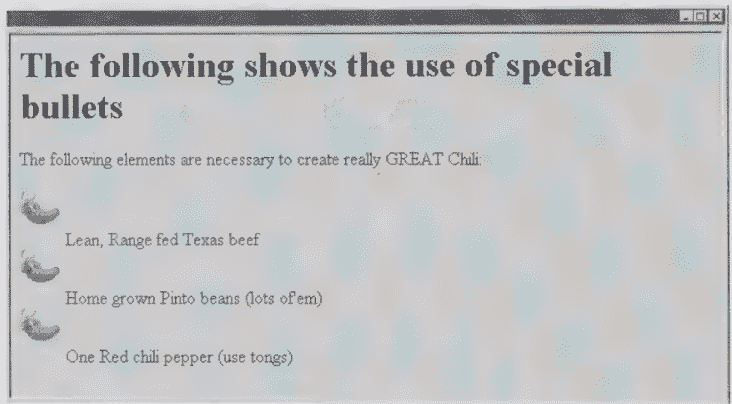 The following shows the use of special
bullets
The following elements are necessary to create really GREAT Chili:
Lean, Range fed Texas beef
Home grown Pinto beans (lots of'em)
One Red chili pepper (use tongs)